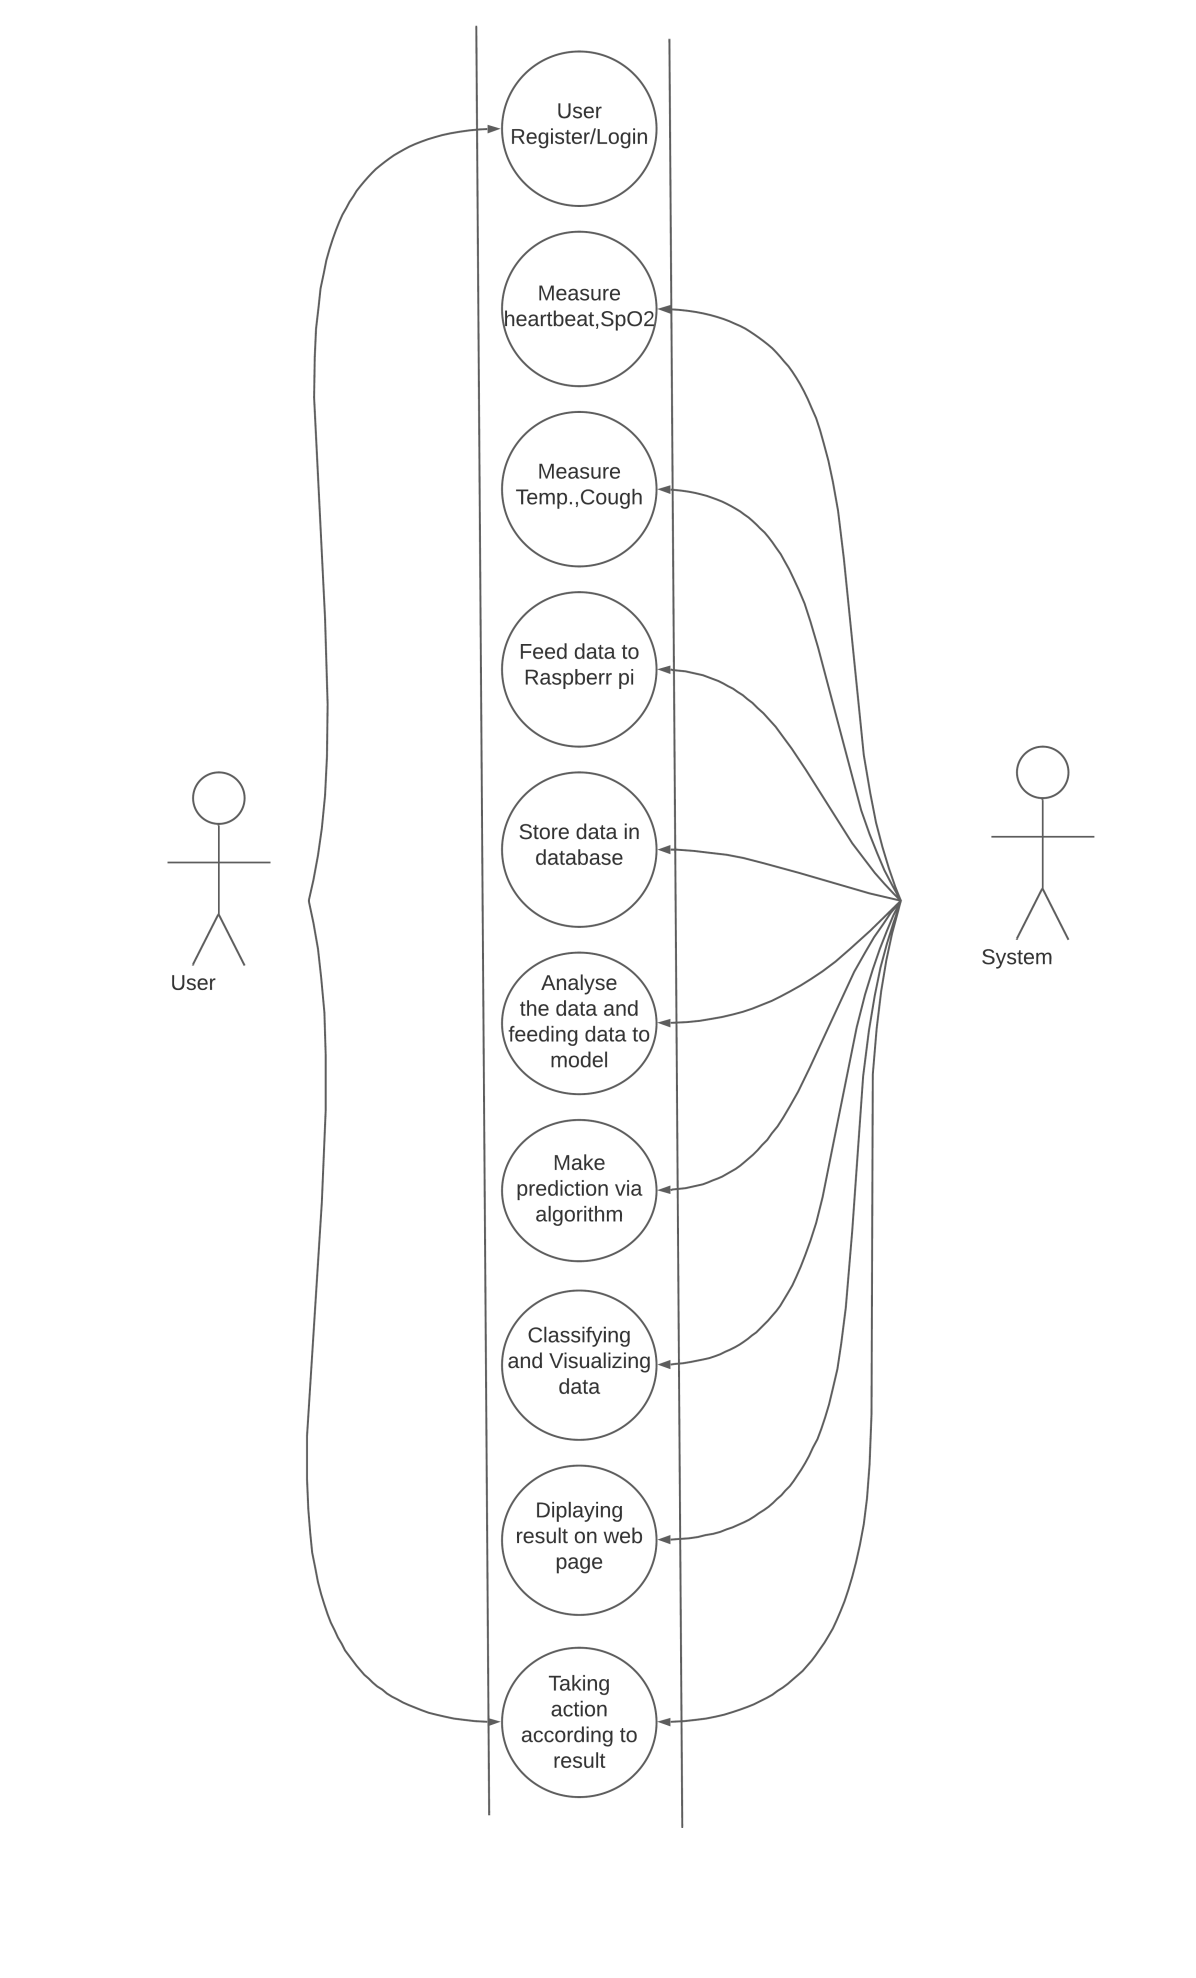 User
Register/Login
Measure
heartbeat,SpO2
Measure
Temp.,Cough
Feed data to
Raspberr pi
Store data in
database
User
System
Analyse
the data and
feeding data to
model
Make
prediction via
algorithm
Classifying
and Visualizing
data
Diplaying
result on web
page
Taking
action
according to
result